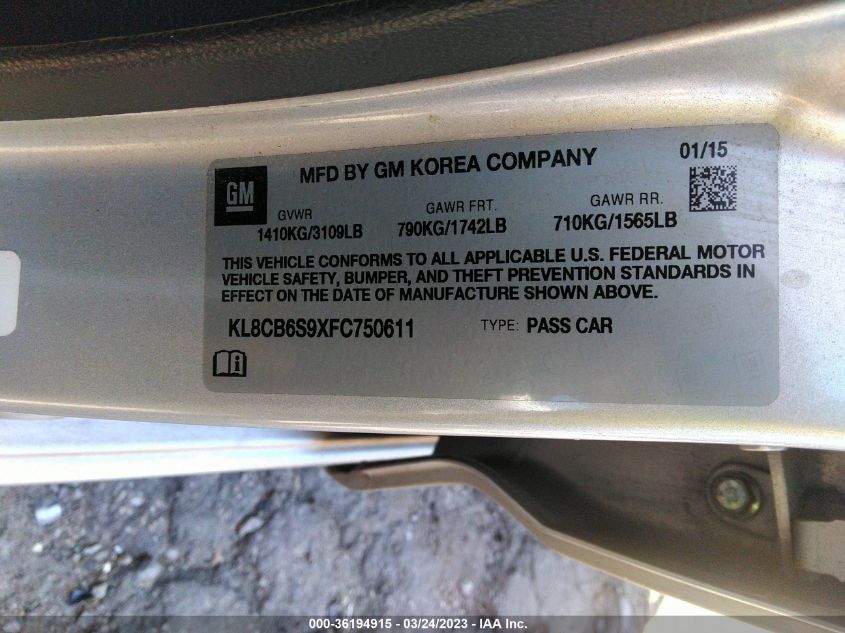 GM
MFD BY GM KOREA COMPANY
01/15
GVWR
GAWR FRT.
GAWR RR.
1410KG/3109LB
790KG/1742LB
710KG/1565LB
THIS VEHICLE CONFORMS TO ALL APPLICABLE U.S. FEDERAL MOTOR
VEHICLE SAFETY, BUMPER, AND THEFT PREVENTION STANDARDS IN
EFFECT ON THE DATE OF MANUFACTURE SHOWN ABOVE.
KL8CB6S9XFC750611
TYPE: PASS CAR
000-36194915 - 03/24/2023 - IAA Inc.